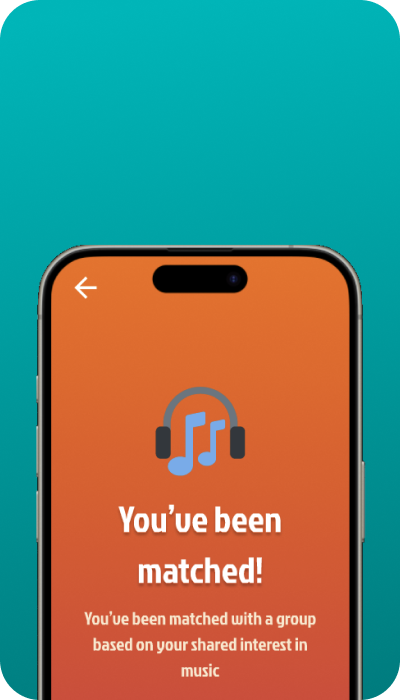 You've been
matched!
You've been matched with a group
based on your shared interest in
music